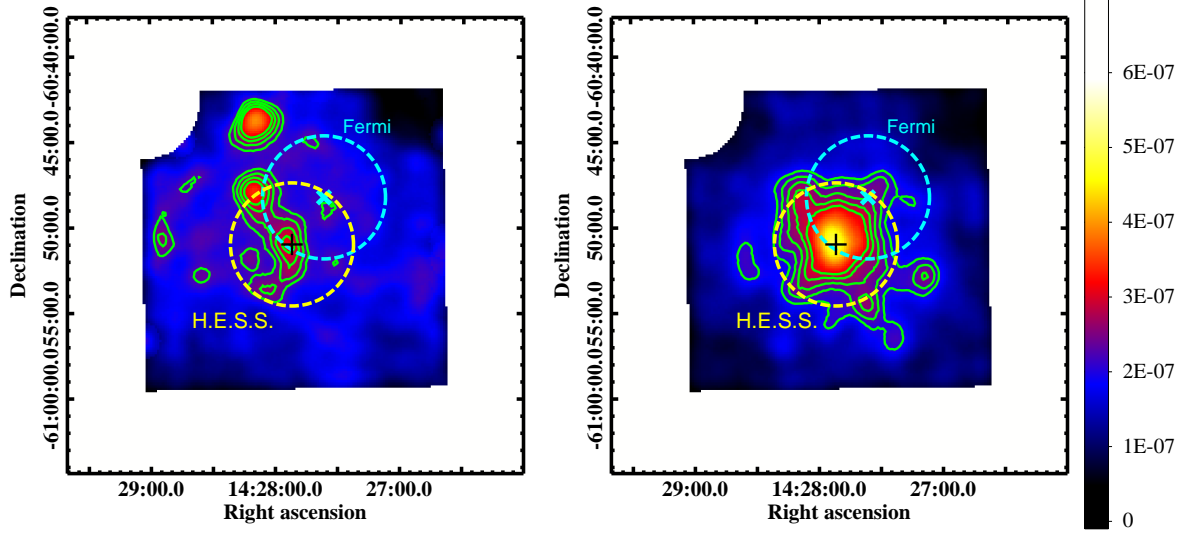 -60:40:00.0
45:00.0
50:00.0
55:00.0
-61:00:00.0
Declination
Fermi
H.E.S.S.
29:00.0
14:28:00.0
27:00.0
Right ascension
-60:40:00.0
45:00.0
50:00.0
55:00.0
-61:00:00.0
Declination
Fermi
H.E.S.S.
29:00.0
14:28:00.0
27:00.0
Right ascension
6E-07
5E-07
4E-07
3E-07
2E-07
1E-07
0